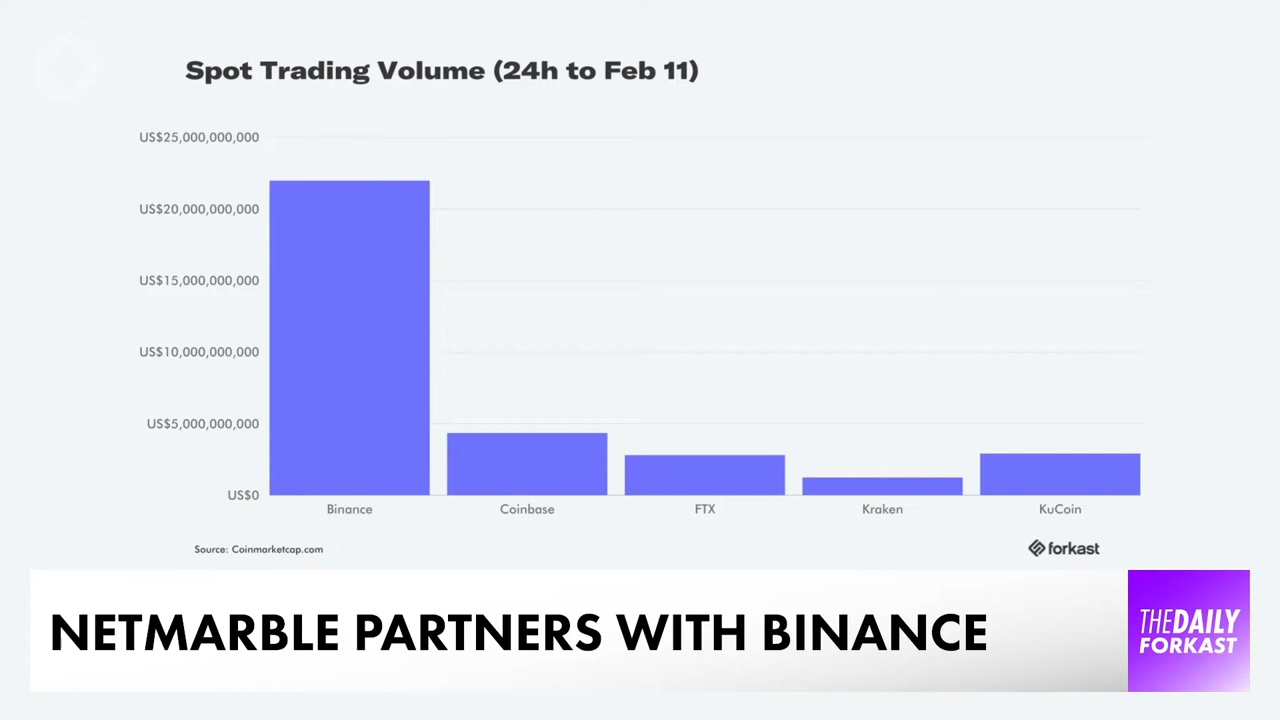 Spot Trading Volume (24h to Feb 11)
US$25,000,000,000
US$20,000,000,000
US$15,000,000,000
US$10,000,000,000
US$5,000,000,000
US$0
Binance
Coinbase
FTX
Kraken
KuCoin
Source: Coinmarketcap.com
forkast
NETMARBLE PARTNERS WITH BINANCE
THEDAILY
FORKAST